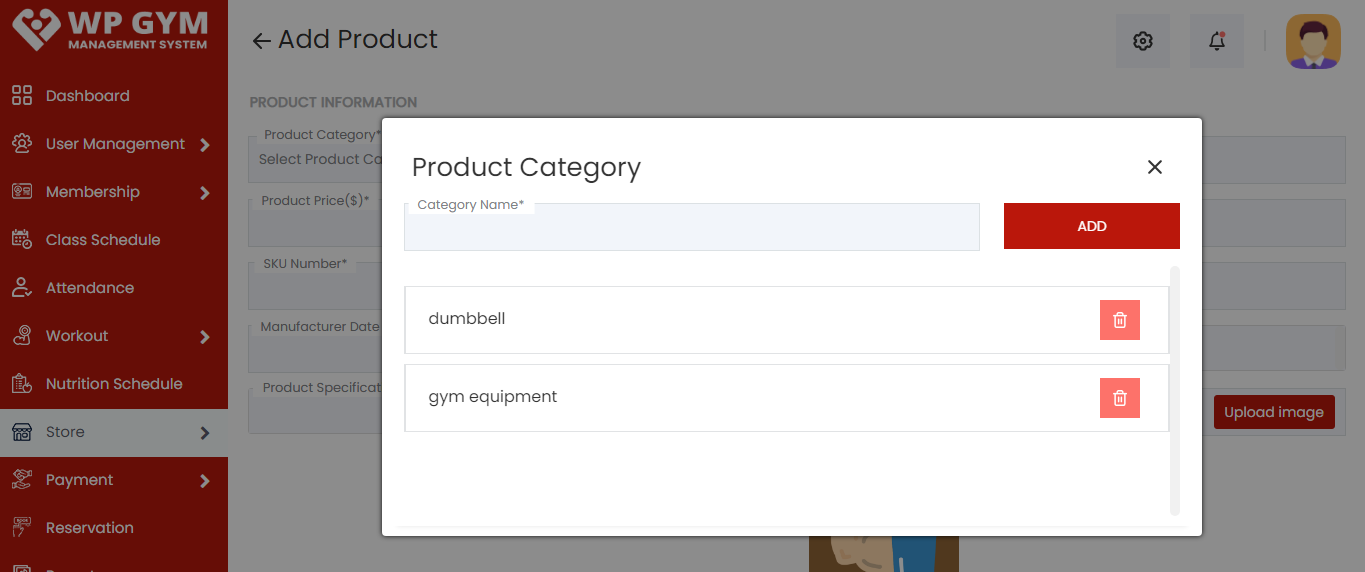 WP GYM
MANAGEMENT SYSTEM
Dashboard
User Management
Membership
Class Schedule
Attendance
Workout
Nutrition Schedule
Store
Payment
Reservation
Add Product
PRODUCT INFORMATION
Product Category*
Select Product Ca
Product Price($)*
SKU Number*
Manufacturer Date
Product Specificat
Upload image
Product Category
Category Name*
ADD
dumbbell
gym equipment